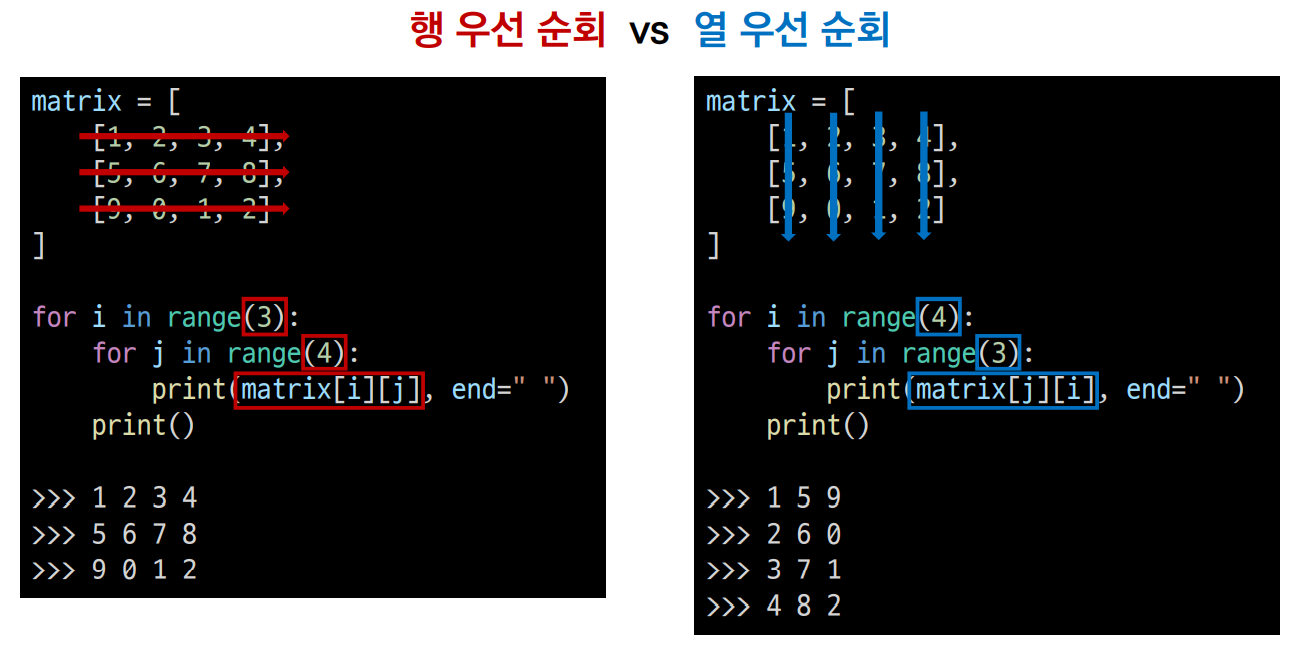 행 우선 순회 vs 열 우선 순회
matrix = [
    [1, 2, 3, 4],
    [5, 6, 7, 8],
    [9, 0, 1, 2]
]
for i in range(3):
    for j in range(4):
        print(matrix[i][j], end=" ")
    print()
>>> 1 2 3 4
>>> 5 6 7 8
>>> 9 0 1 2
matrix = [
    [1, 2, 3, 4],
    [5, 6, 7, 8],
    [9, 0, 1, 2]
]
for i in range(4):
    for j in range(3):
        print(matrix[j][i], end=" ")
    print()
>>> 1 5 9
>>> 2 6 0
>>> 3 7 1
>>> 4 8 2